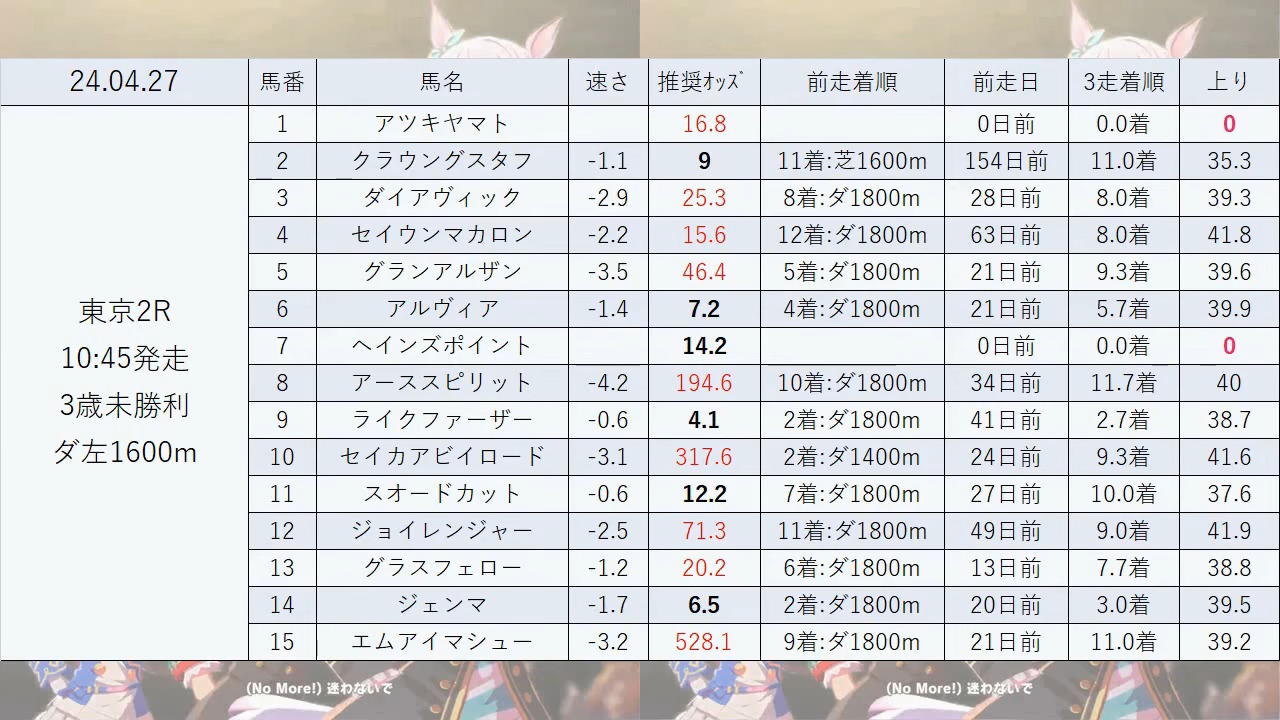 24.04.27 馬番 馬名 速さ 推奨ｵｯｽﾞ 前走着順 前走日 3走着順 上り
1 アツキヤマト 16.8 0日前 0.0着 0
2 クラウングスタフ -1.1 9 11着:芝1600m 154日前 11.0着 35.3
3 ダイアヴィック -2.9 25.3 8着:ダ1800m 28日前 8.0着 39.3
4 セイウンマカロン -2.2 15.6 12着:ダ1800m 63日前 8.0着 41.8
5 グランアルザン -3.5 46.4 5着:ダ1800m 21日前 9.3着 39.6
6 アルヴィア -1.4 7.2 4着:ダ1800m 21日前 5.7着 39.9
7 ヘインズポイント 14.2 0日前 0.0着 0
8 アーススピリット -4.2 194.6 10着:ダ1800m 34日前 11.7着 40
9 ライクファーザー -0.6 4.1 2着:ダ1800m 41日前 2.7着 38.7
10 セイカアビイロード -3.1 317.6 2着:ダ1400m 24日前 9.3着 41.6
11 スオードカット -0.6 12.2 7着:ダ1800m 27日前 10.0着 37.6
12 ジョイレンジャー -2.5 71.3 11着:ダ1800m 49日前 9.0着 41.9
13 グラスフェロー -1.2 20.2 6着:ダ1800m 13日前 7.7着 38.8
14 ジェンマ -1.7 6.5 2着:ダ1800m 20日前 3.0着 39.5
15 エムアイマシュー -3.2 528.1 9着:ダ1800m 21日前 11.0着 39.2
東京2R
10:45発走
3歳未勝利
ダ左1600m
(No More!) 迷わないで
(No More!) 迷わないで